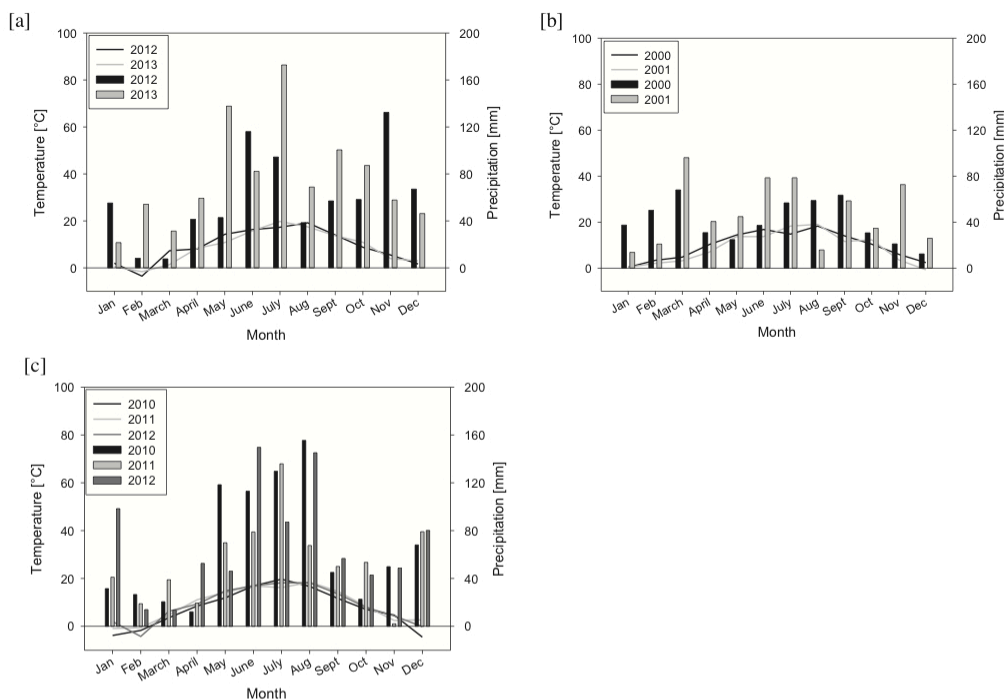 [a]
100
80
60
40
20
0
Temperature [°C]
2012
2013
2012
2013
200
160
120
80
40
0
Precipitation [mm]
Jan
Feb
March
April
May
June
July
Aug
Sept
Oct
Nov
Dec
Month
[b]
100
80
60
40
20
0
Temperature [°C]
2000
2001
2000
2001
200
160
120
80
40
0
Precipitation [mm]
Jan
Feb
March
April
May
June
July
Aug
Sept
Oct
Nov
Dec
Month
[c]
100
80
60
40
20
0
Temperature [°C]
2010
2011
2012
2010
2011
2012
200
160
120
80
40
0
Precipitation [mm]
Jan
Feb
March
April
May
June
July
Aug
Sept
Oct
Nov
Dec
Month